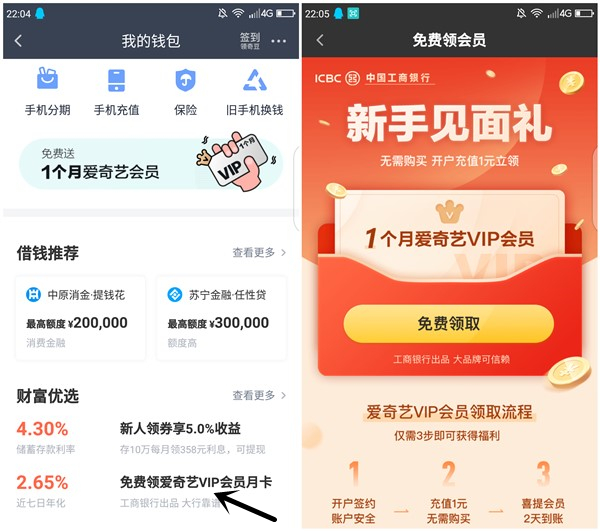 22:04
4G
我的钱包
签到
领奇豆
手机分期
手机充值
保险
旧手机换钱
免费送
1个月爱奇艺会员
1个月
VIP
借钱推荐
查看更多
中原消金·提钱花
苏宁金融·任性贷
最高额度 ¥200,000
最高额度 ¥300,000
消费金融
额度高
财富优选
查看更多
4.30%
新人领券享5.0%收益
储蓄存款利率
存10万每月领358元利息，可提现
2.65%
免费领爱奇艺VIP会员月卡
近七日年化
工商银行出品 大行靠谱
22:05
4G
免费领会员
ICBC 中国工商银行
新手见面礼
无需购买 开户充值1元立领
1个月爱奇艺VIP会员
VIP
免费领取
工商银行出品 大品牌可信赖
爱奇艺VIP会员领取流程
仅需3步即可获得福利
1
2
3
开户签约
充值1元
喜提会员
账户安全
无需购买
2天到账